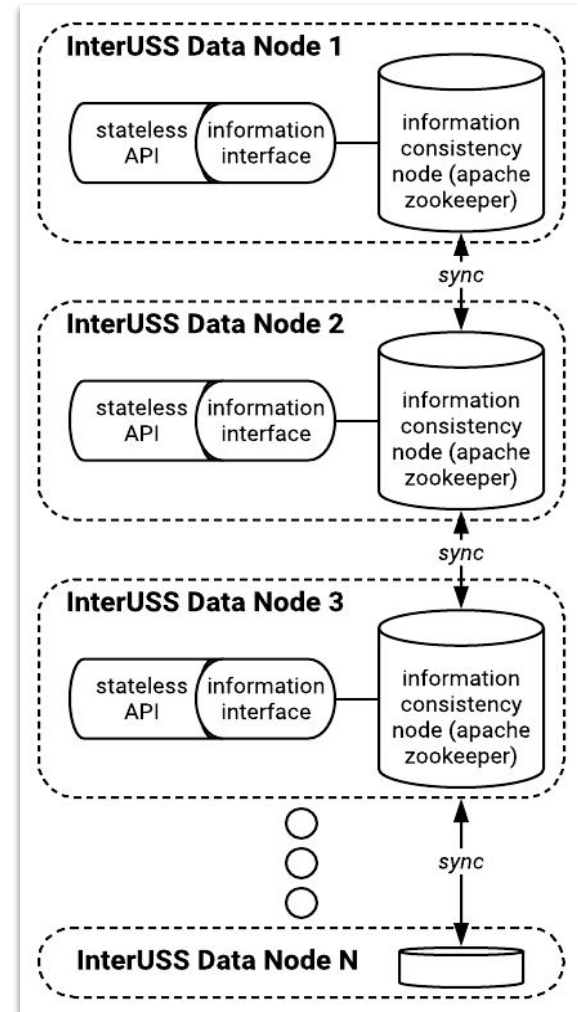 InterUSS Data Node 1
stateless
API
information
interface
information
consistency
node (apache
zookeeper)
sync
InterUSS Data Node 2
stateless
API
information
interface
information
consistency
node (apache
zookeeper)
sync
InterUSS Data Node 3
stateless
API
information
interface
information
consistency
node (apache
zookeeper)
sync
InterUSS Data Node N